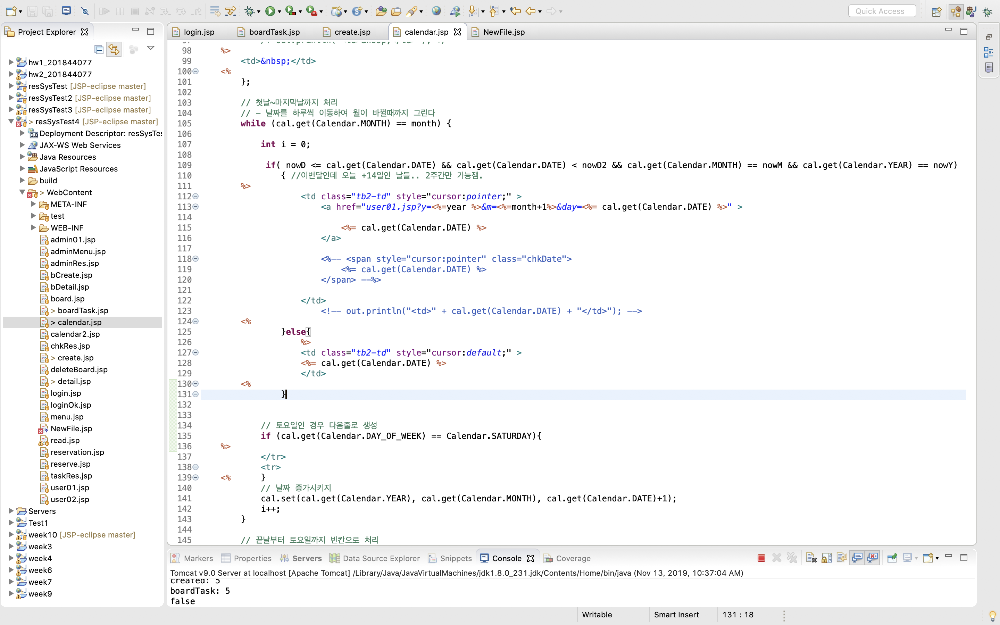 Quick Access
Project Explorer
login.jsp
boardTask.jsp
create.jsp
calendar.jsp
NewFile.jsp
hw1_201844077
hw2_201844077
resSysTest [JSP-eclipse master]
resSysTest2 [JSP-eclipse master]
resSysTest3 [JSP-eclipse master]
> resSysTest4 [JSP-eclipse master]
3.0 Deployment Descriptor: resSysTes
JAX-WS Web Services
Java Resources
JavaScript Resources
build
> WebContent
META-INF
test
WEB-INF
admin01.jsp
adminMenu.jsp
adminRes.jsp
bCreate.jsp
bDetail.jsp
board.jsp
> boardTask.jsp
> calendar.jsp
calendar2.jsp
chkRes.jsp
> create.jsp
deleteBoard.jsp
> detail.jsp
login.jsp
loginOk.jsp
menu.jsp
NewFile.jsp
read.jsp
reservation.jsp
reserve.jsp
taskRes.jsp
user01.jsp
user02.jsp
Servers
Test1
week10 [JSP-eclipse master]
week3
week4
week6
week7
week9
97 /* out.println("<td>&nbsp;</td>"); */
98 %>
99 <td>&nbsp;</td>
100 <%
101 };
102
103 // 첫날~마지막날까지 처리
104 // - 날짜를 하루씩 이동하여 월이 바뀔때까지 그린다
105 while (cal.get(Calendar.MONTH) == month) {
106
107 int i = 0;
108
109 if( nowD <= cal.get(Calendar.DATE) && cal.get(Calendar.DATE) < nowD2 && cal.get(Calendar.MONTH) == nowM && cal.get(Calendar.YEAR) == nowY)
110 { //이번달인데 오늘 +14일인 날들.. 2주간만 가능잼.
111 %>
112 <td class="tb2-td" style="cursor:pointer;" >
113 <a href="user01.jsp?y=<%=year %>&m=<%=month+1%>&day=<%= cal.get(Calendar.DATE) %>" >
114
115 <%= cal.get(Calendar.DATE) %>
116 </a>
117
118 <%-- <span style="cursor:pointer" class="chkDate">
119 <%= cal.get(Calendar.DATE) %>
120 </span> --%>
121
122 </td>
123 <!-- out.println("<td>" + cal.get(Calendar.DATE) + "</td>"); -->
124 <%
125 }else{
126 %>
127 <td class="tb2-td" style="cursor:default;" >
128 <%= cal.get(Calendar.DATE) %>
129 </td>
130 <%
131 }
132
133
134 // 토요일인 경우 다음줄로 생성
135 if (cal.get(Calendar.DAY_OF_WEEK) == Calendar.SATURDAY){
136 %>
137 </tr>
138 <tr>
139 <% }
140 // 날짜 증가시키지
141 cal.set(cal.get(Calendar.YEAR), cal.get(Calendar.MONTH), cal.get(Calendar.DATE)+1);
142 i++;
143 }
144
145 // 끝날부터 토요일까지 빈칸으로 처리
Markers
Properties
Servers
Data Source Explorer
Snippets
Console
Coverage
Tomcat v9.0 Server at localhost [Apache Tomcat] /Library/Java/JavaVirtualMachines/jdk1.8.0_231.jdk/Contents/Home/bin/java (Nov 13, 2019, 10:37:04 AM)
created: 5
boardTask: 5
false
Writable
Smart Insert
131 : 18